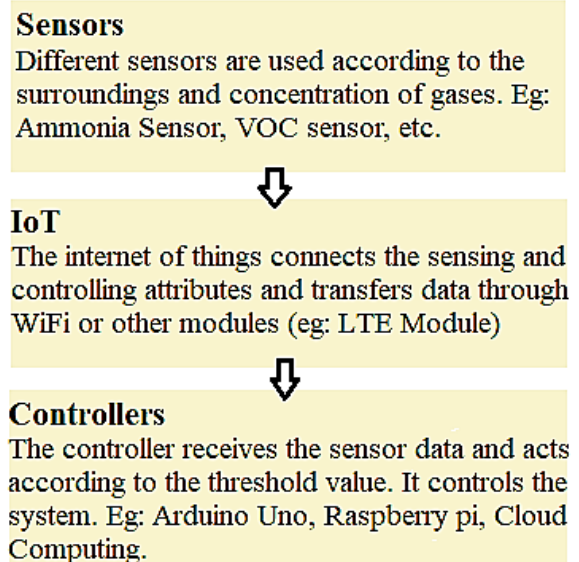 Sensors
Different sensors are used according to the
surroundings and concentration of gases. Eg:
Ammonia Sensor, VOC sensor, etc.
IoT
The internet of things connects the sensing and
controlling attributes and transfers data through
WiFi or other modules (eg: LTE Module)
Controllers
The controller receives the sensor data and acts
according to the threshold value. It controls the
system. Eg: Arduino Uno, Raspberry pi, Cloud
Computing.